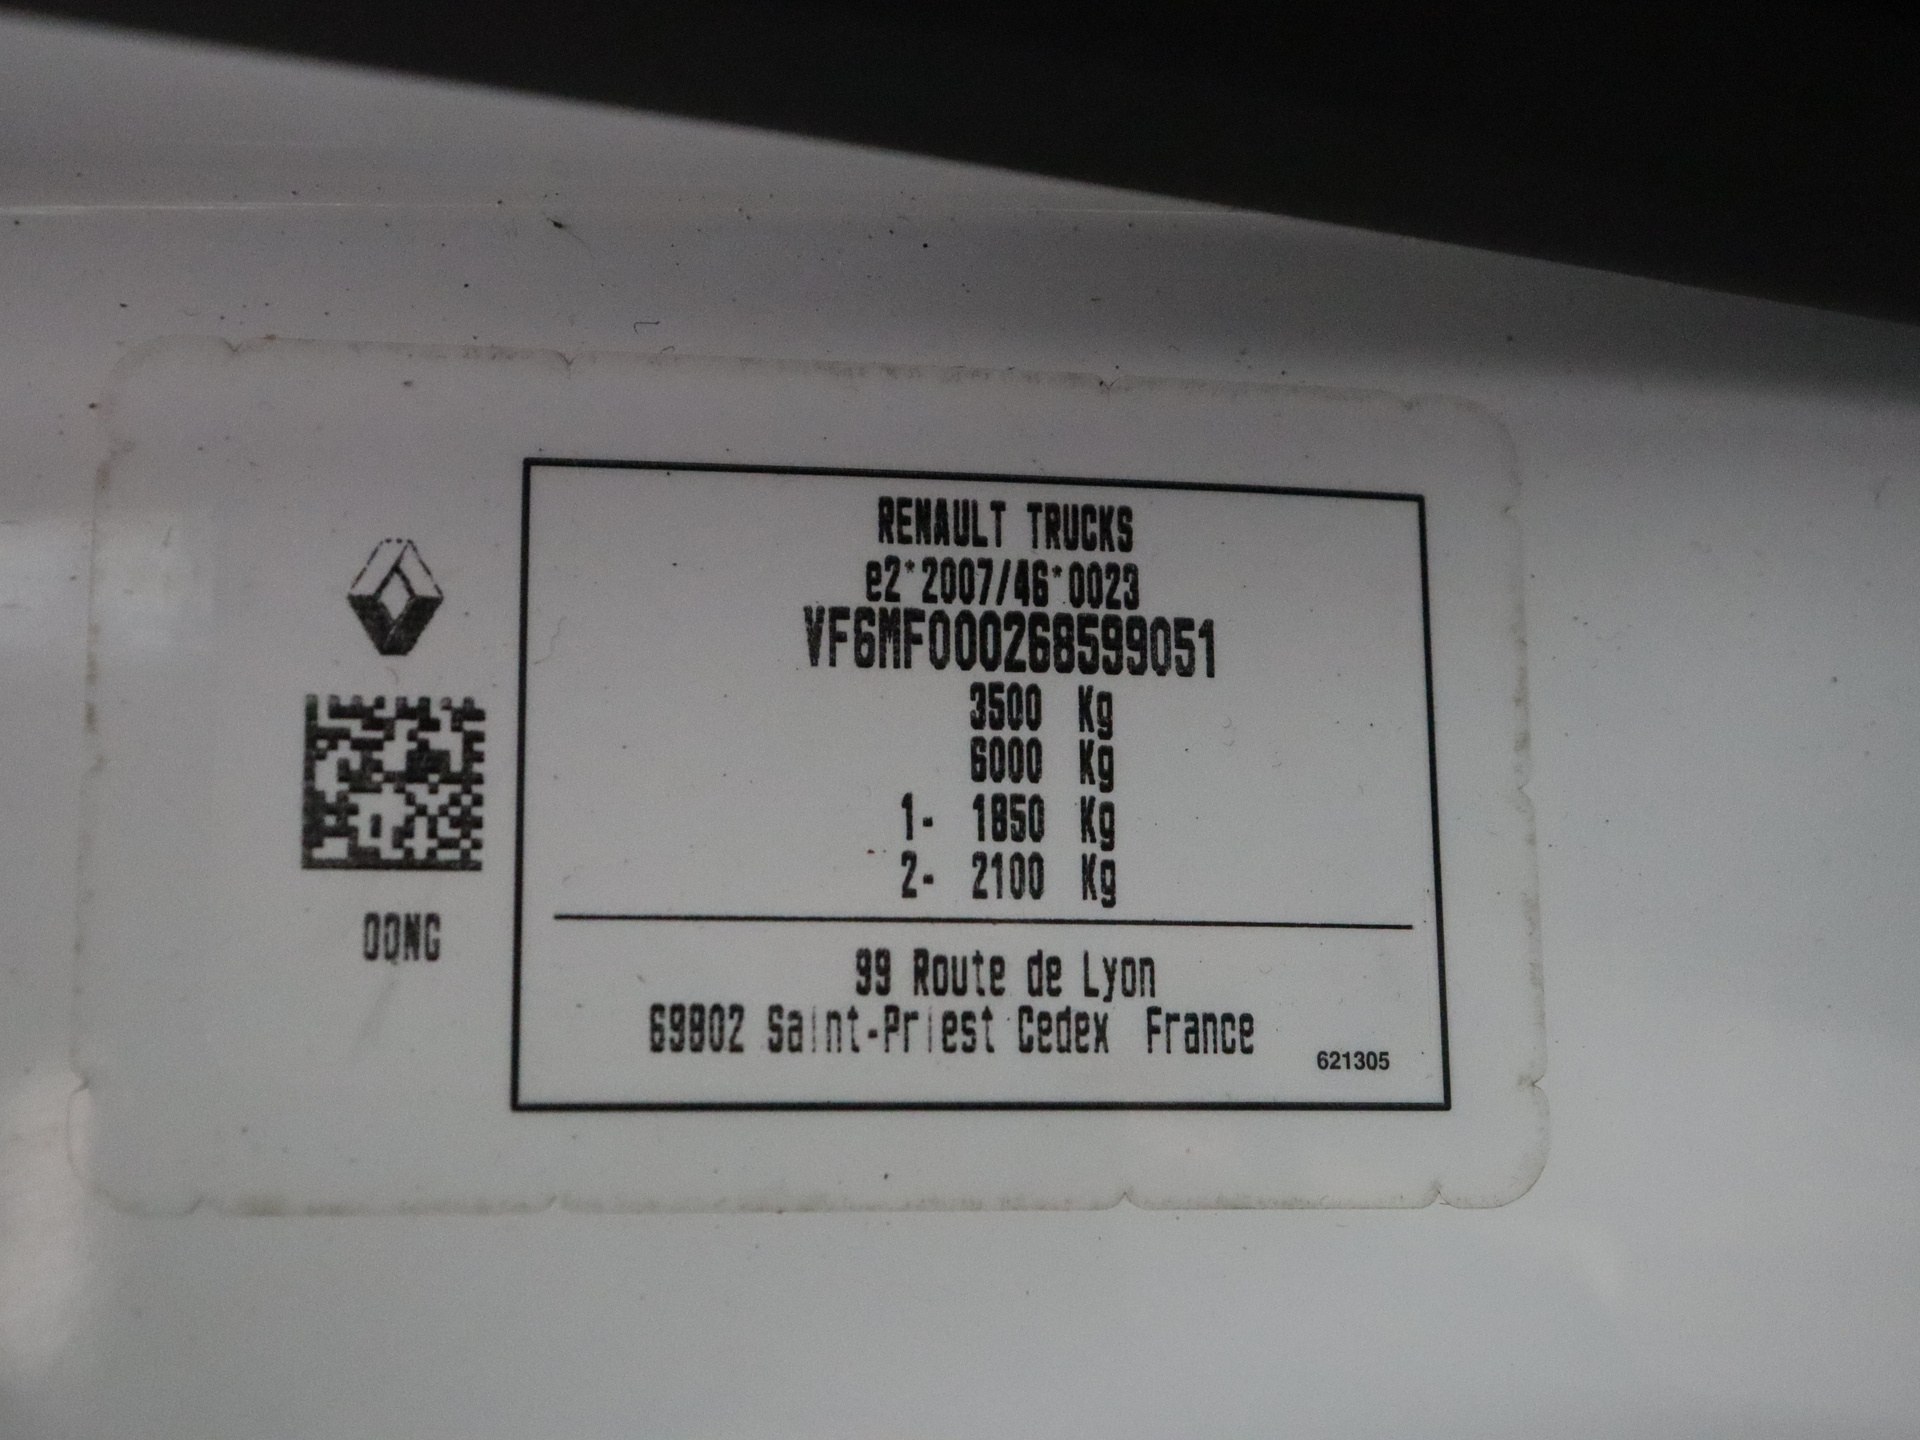 RENAULT TRUCKS
e2*2007/46*0023
VF6MF000268599051
3500 Kg
6000 Kg
1- 1850 Kg
2- 2100 Kg
OQNG
99 Route de Lyon
69802 Saint-Priest Cedex France
621305